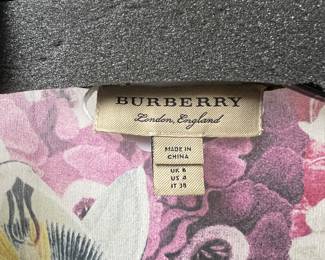 BURBERRY
London, England
MADE IN
CHINA
UK 6
US 4
IT 38